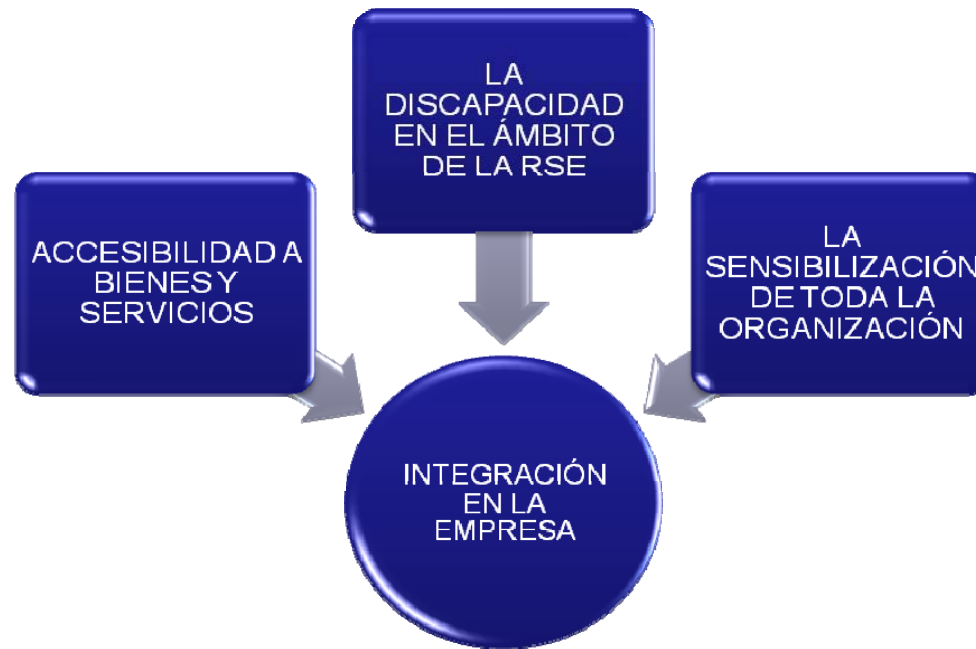 LA
DISCAPACIDAD
EN EL ÁMBITO
DE LA RSE
ACCESIBILIDAD A
BIENES Y
SERVICIOS
LA
SENSIBILIZACIÓN
DE TODA LA
ORGANIZACIÓN
INTEGRACIÓN
EN LA
EMPRESA